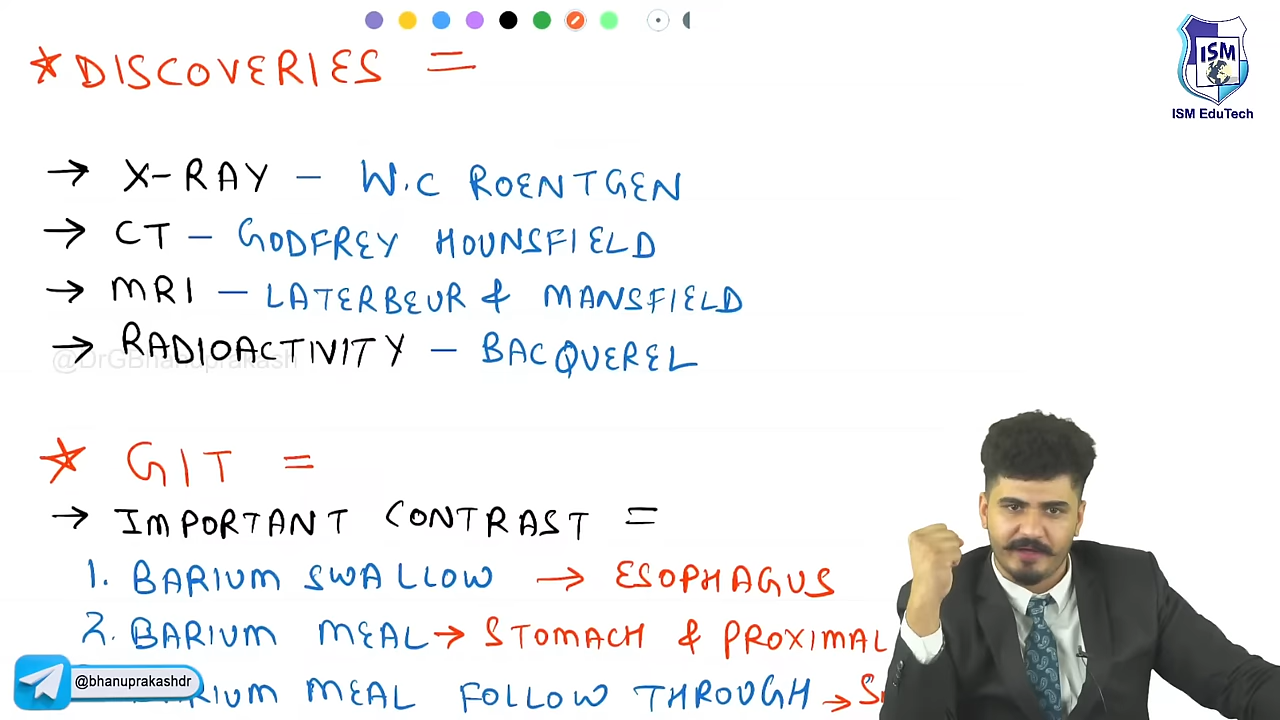 * DISCOVERIES =
ISM
ISM EduTech
→ X-RAY – W.C ROENTGEN
→ CT – GODFREY HOUNSFIELD
→ MRI – LATERBEUR & MANSFIELD
→ RADIOACTIVITY – BACQUEREL
@DrGBhanuprakash
* GIT =
→ IMPORTANT CONTRAST =
1. BARIUM SWALLOW → ESOPHAGUS
2. BARIUM MEAL → STOMACH & PROXIMAL
@bhanuprakashdr
MEAL FOLLOW THROUGH →